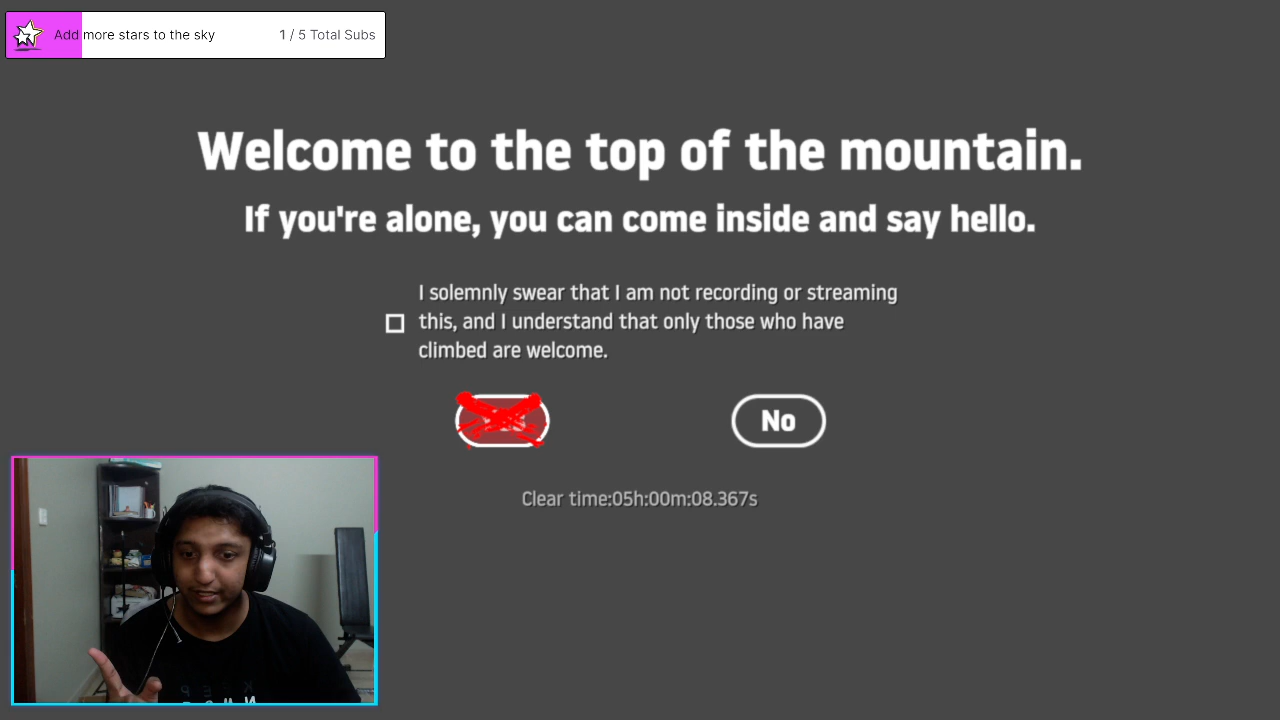 Add more stars to the sky
1 / 5 Total Subs
Welcome to the top of the mountain.
If you're alone, you can come inside and say hello.
I solemnly swear that I am not recording or streaming
this, and I understand that only those who have
climbed are welcome.
No
Clear time:05h:00m:08.367s